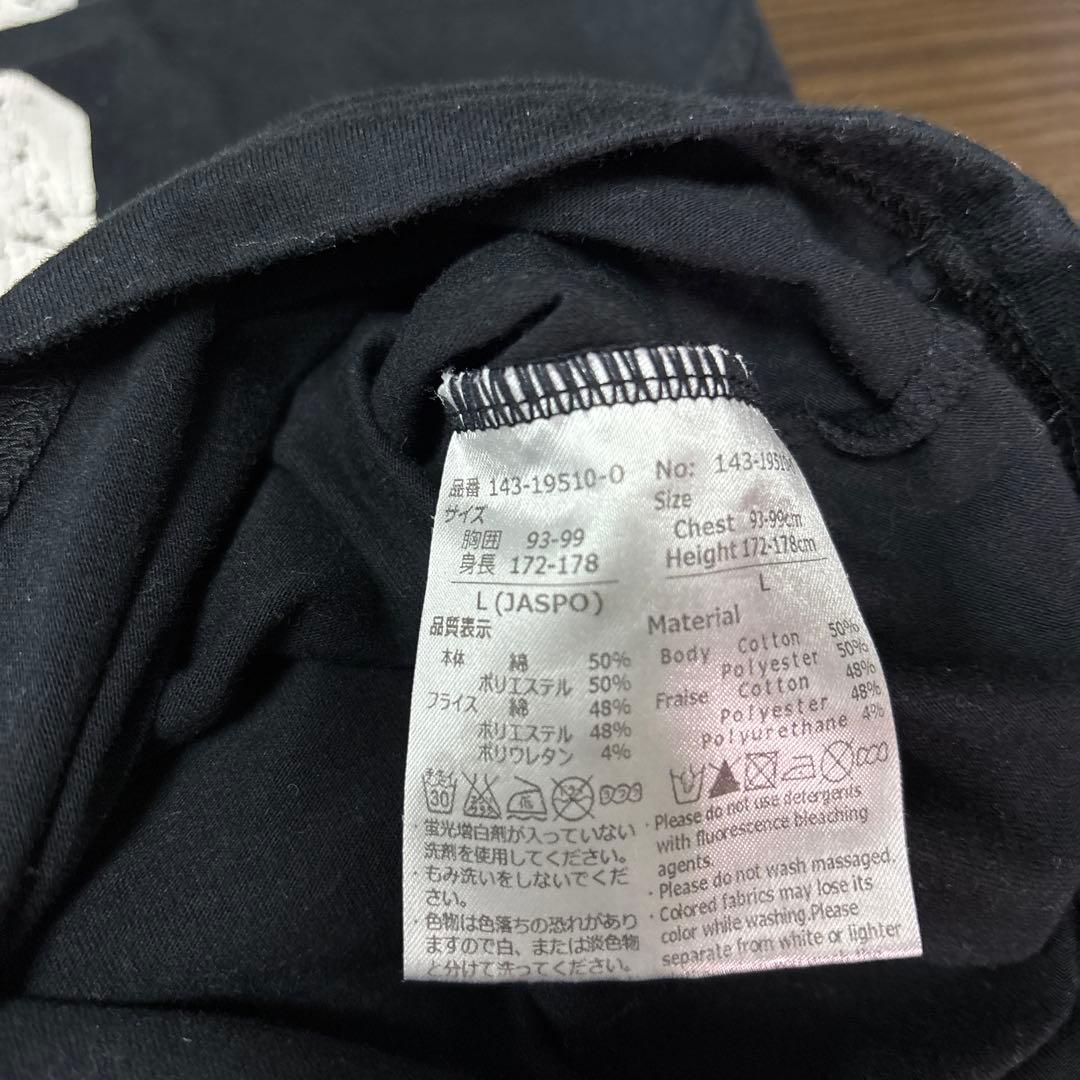 品番 143-19510-0
サイズ
胸囲 93-99
身長 172-178
L(JASPO)
品質表示
本体 綿 50%
ポリエステル 50%
フライス 綿 48%
ポリエステル 48%
ポリウレタン 4%
30
・蛍光増白剤が入っていない
洗剤を使用してください。
・もみ洗いをしないでくだ
さい。
・色物は色落ちの恐れがあり
ますので白、または淡色物
と分けて洗ってください。
No:
Size
Chest 93-99cm
Height 172-178cm
L
Material
Body Cotton 50%
Polyester 50%
Fraise Cotton 48%
Polyester 48%
Polyurethane 4%
・Please do not use detergents
with fluorescence bleaching
agents.
・Please do not wash massaged.
・Colored fabrics may lose its
color while washing.Please
separate from white or lighter